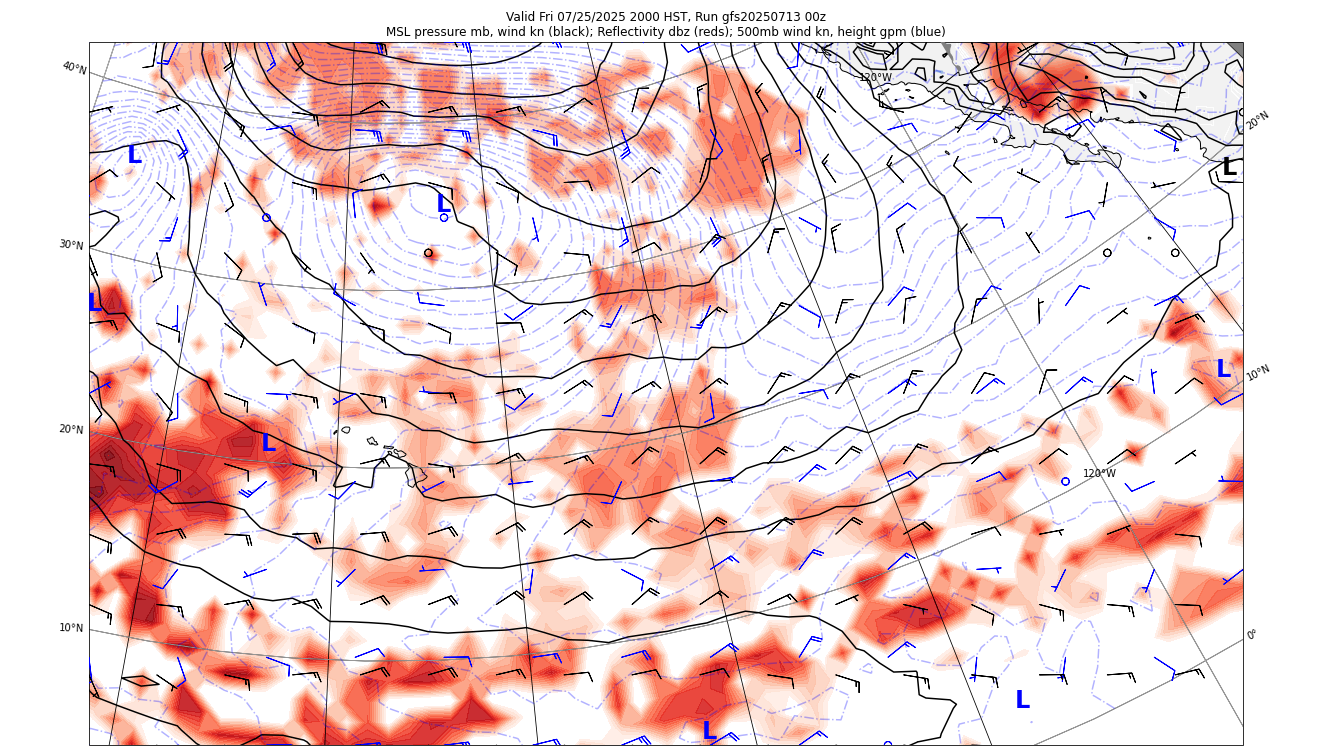 Valid Fri 07/25/2025 2000 HST, Run gfs20250713 00z
MSL pressure mb, wind kn (black); Reflectivity dbz (reds); 500mb wind kn, height gpm (blue)
40°N
120°W
20°N
L
L
L
30°N
L
L
10°N
20°N
L
120°W
10°N
0°
L
L